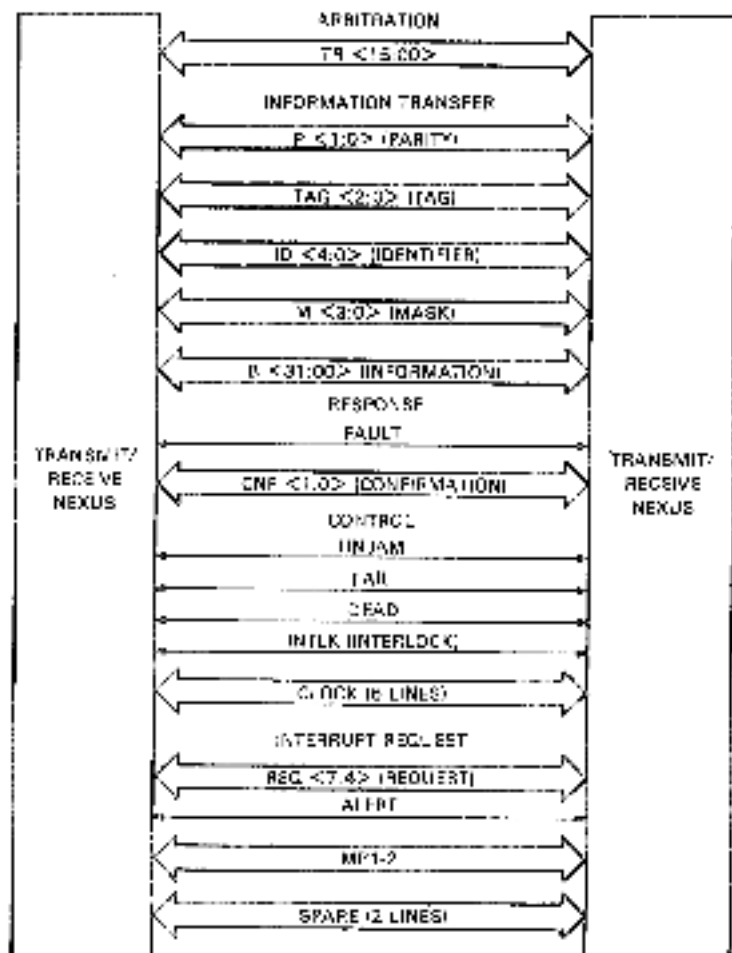 ARBITRATION
TR <15:00>
INFORMATION TRANSFER
P <1:0> (PARITY)
TAG <2:0> (TAG)
ID <4:0> (IDENTIFIER)
M <3:0> (MASK)
B <31:00> (INFORMATION)
RESPONSE
FAULT
TRANSMIT/
RECEIVE
NEXUS
TRANSMIT/
RECEIVE
NEXUS
CNF <1:0> (CONFIRMATION)
CONTROL
UNJAM
FAIL
DEAD
INTLK (INTERLOCK)
CLOCK (6 LINES)
INTERRUPT REQUEST
REQ <7:4> (REQUEST)
ALERT
MP1-2
SPARE (2 LINES)